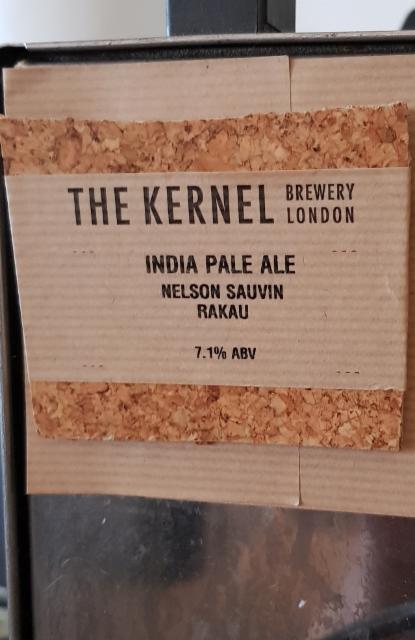 THE KERNEL BREWERY LONDON
INDIA PALE ALE
NELSON SAUVIN
RAKAU
7.1% ABV